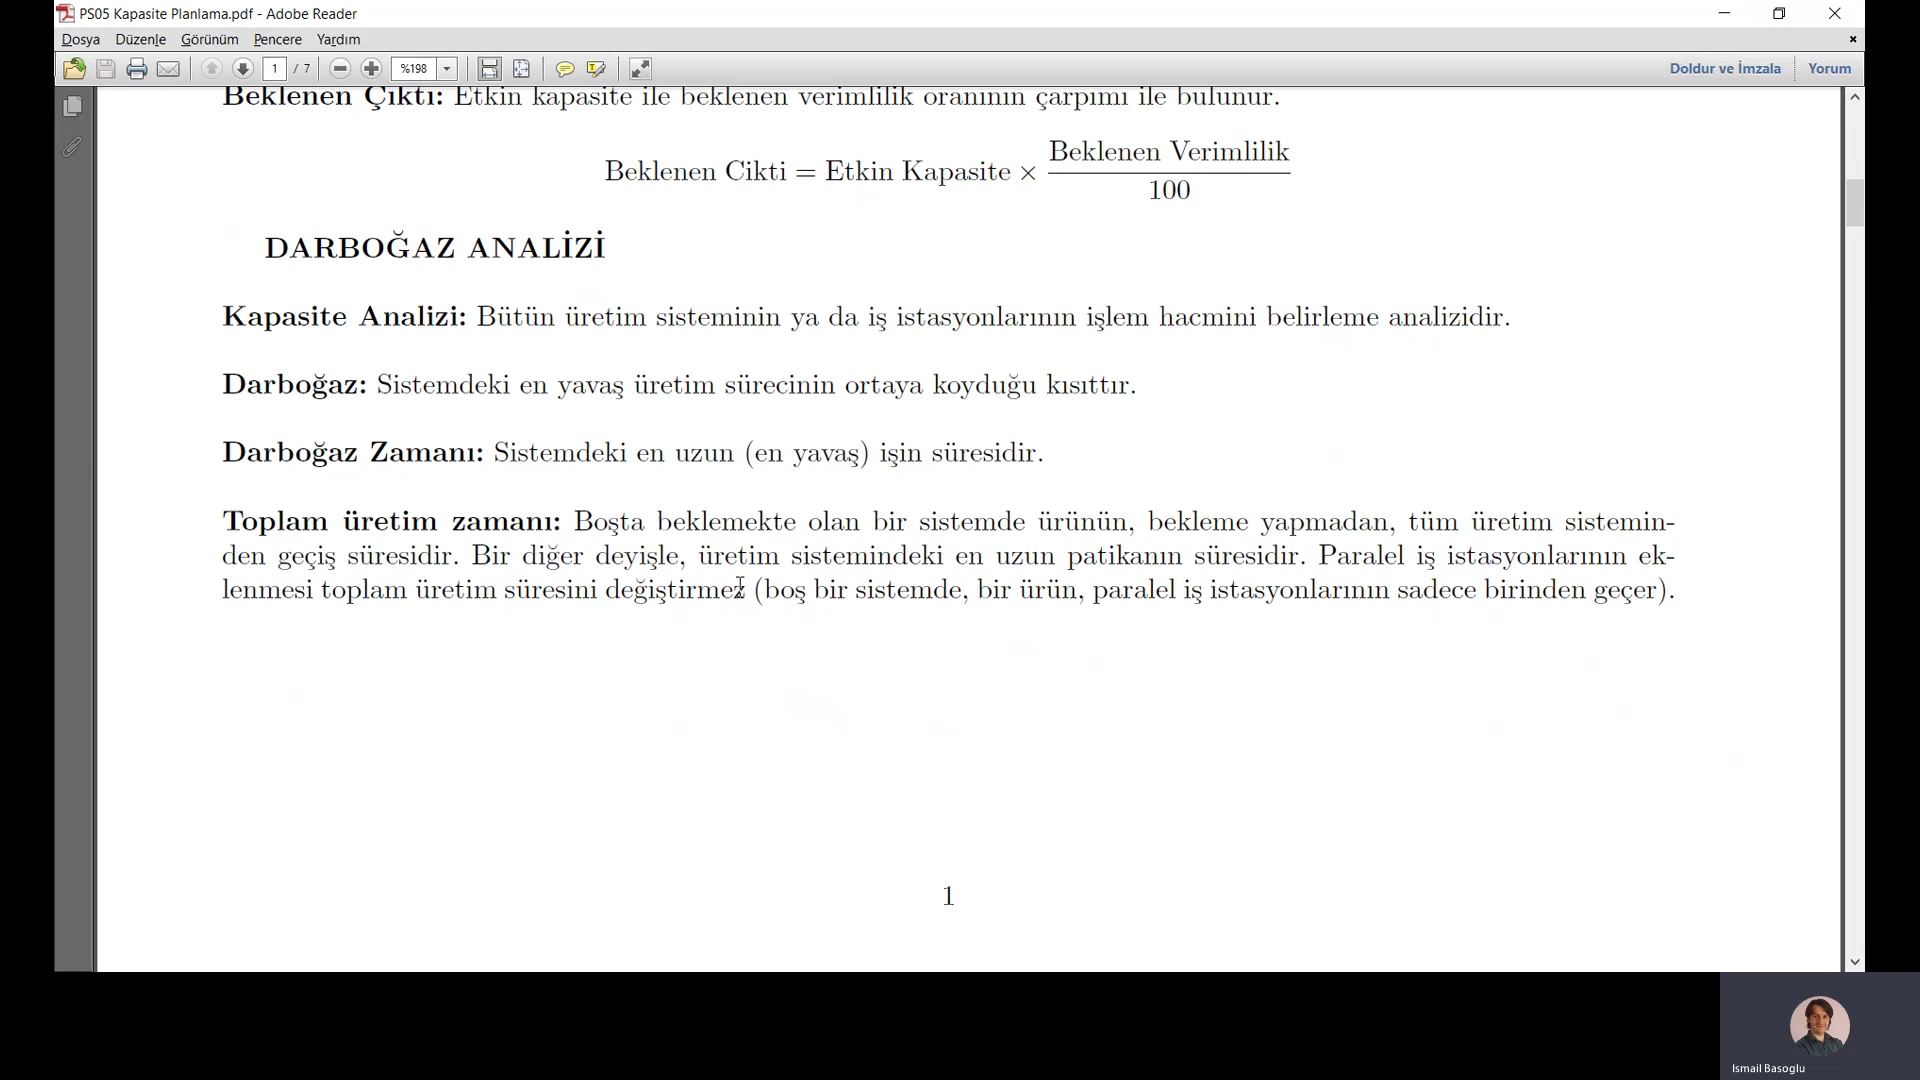 PS05 Kapasite Planlama.pdf - Adobe Reader
Dosya Düzenle Görünüm Pencere Yardım
1 / 7 %198 Doldur ve İmzala Yorum
Beklenen Çıktı: Etkin kapasite ile beklenen verimlilik oranının çarpımı ile bulunur.
Beklenen Cikti = Etkin Kapasite × Beklenen Verimlilik
100
DARBOĞAZ ANALİZİ
Kapasite Analizi: Bütün üretim sisteminin ya da iş istasyonlarının işlem hacmini belirleme analizidir.
Darboğaz: Sistemdeki en yavaş üretim sürecinin ortaya koyduğu kısıttır.
Darboğaz Zamanı: Sistemdeki en uzun (en yavaş) işin süresidir.
Toplam üretim zamanı: Boşta beklemekte olan bir sistemde ürünün, bekleme yapmadan, tüm üretim sistemin-
den geçiş süresidir. Bir diğer deyişle, üretim sistemindeki en uzun patikanın süresidir. Paralel iş istasyonlarının ek-
lenmesi toplam üretim süresini değiştirmez (boş bir sistemde, bir ürün, paralel iş istasyonlarının sadece birinden geçer).
1
Ismail Basoglu